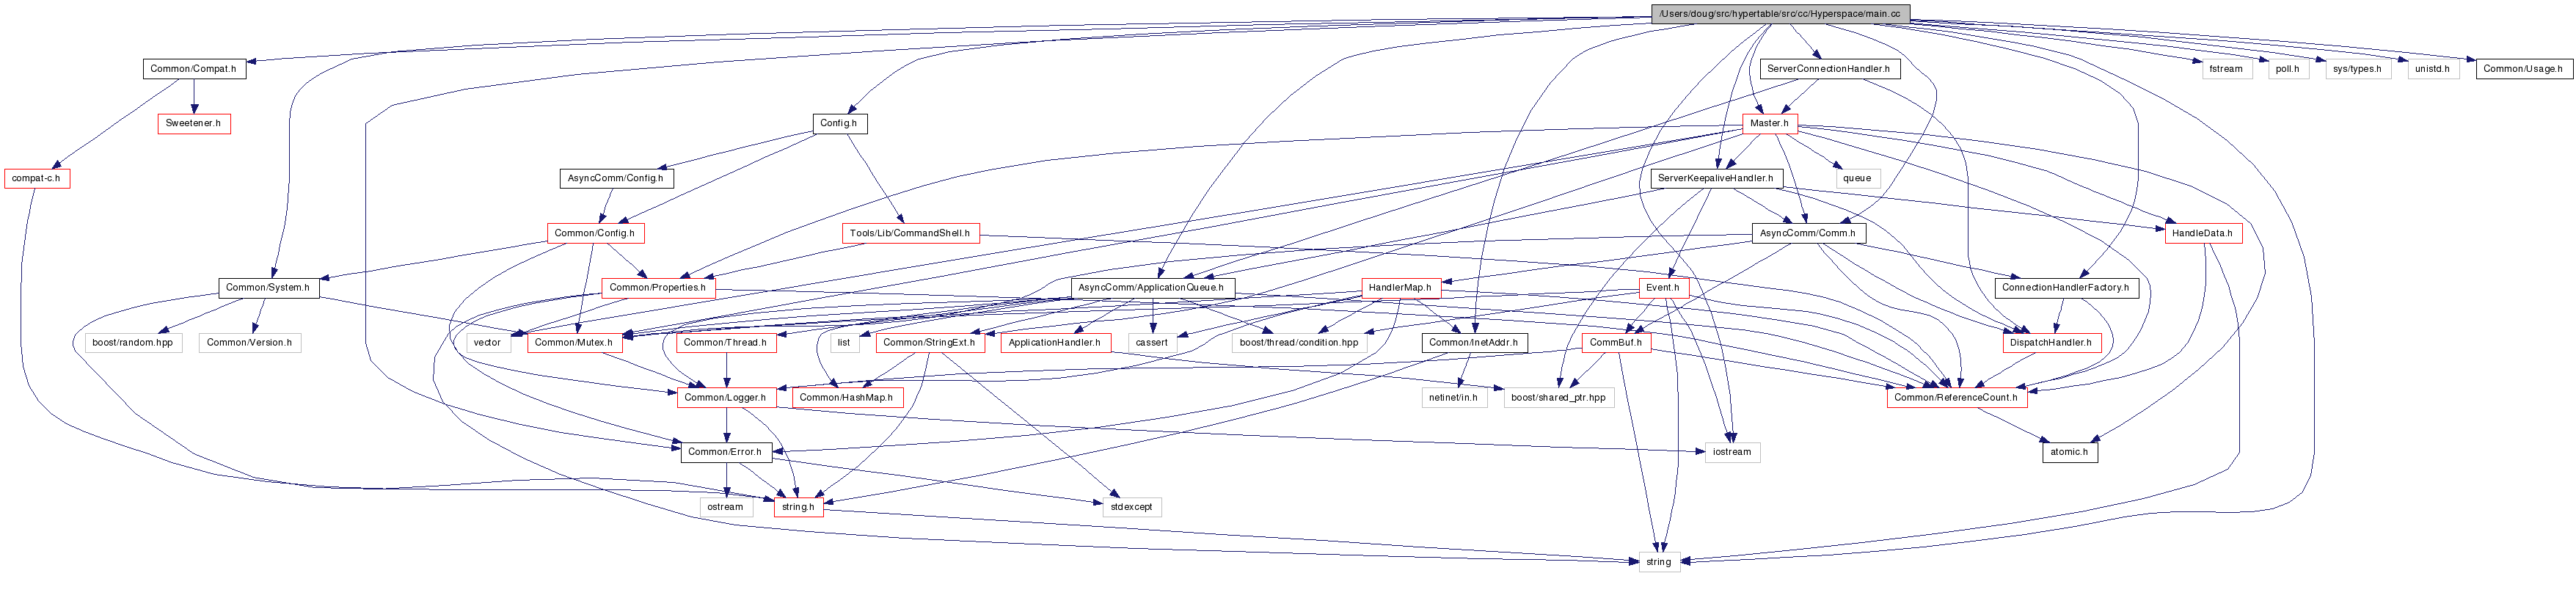 /Users/doug/src/hypertable/src/cc/Hyperspace/main.cc
Common/Compat.h
ServerConnectionHandler.h
fstream
poll.h
sys/types.h
unistd.h
Common/Usage.h
Sweetener.h
Config.h
Master.h
compat-c.h
AsyncComm/Config.h
ServerKeepaliveHandler.h
queue
Common/Config.h
Tools/Lib/CommandShell.h
AsyncComm/Comm.h
HandleData.h
Common/System.h
Common/Properties.h
AsyncComm/ApplicationQueue.h
HandlerMap.h
Event.h
ConnectionHandlerFactory.h
boost/random.hpp
Common/Version.h
vector
Common/Mutex.h
Common/Thread.h
list
Common/StringExt.h
ApplicationHandler.h
cassert
boost/thread/condition.hpp
Common/InetAddr.h
CommBuf.h
DispatchHandler.h
Common/Logger.h
Common/HashMap.h
netinet/in.h
boost/shared_ptr.hpp
Common/ReferenceCount.h
Common/Error.h
iostream
atomic.h
ostream
string.h
stdexcept
string